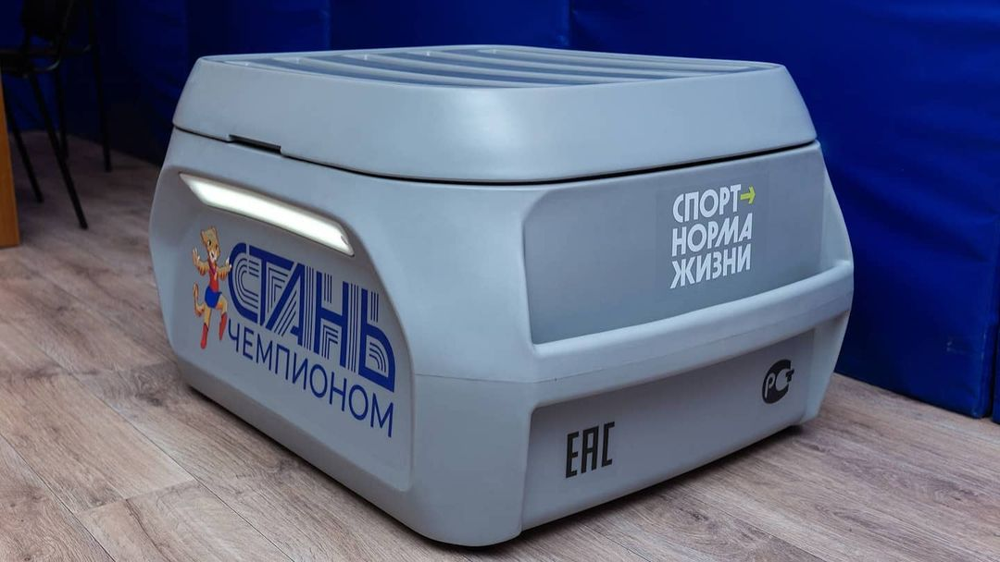 СТАНЬ
ЧЕМПИОНОМ
СПОРТ→
НОРМА
ЖИЗНИ
ЕАС
РС